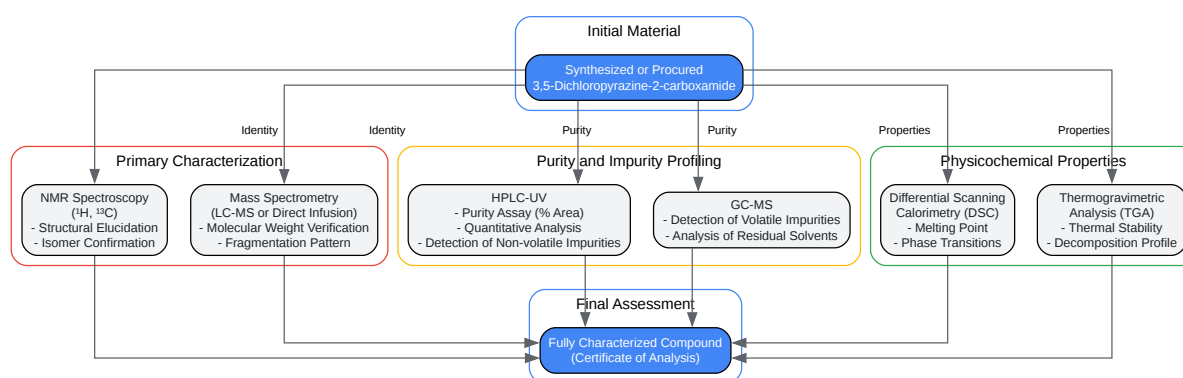 Initial Material
Synthesized or Procured
3,5-Dichloropyrazine-2-carboxamide
Identity
Identity
Purity
Purity
Properties
Properties
Primary Characterization
Purity and Impurity Profiling
Physicochemical Properties
NMR Spectroscopy
(¹H, ¹³C)
- Structural Elucidation
- Isomer Confirmation
Mass Spectrometry
(LC-MS or Direct Infusion)
- Molecular Weight Verification
- Fragmentation Pattern
HPLC-UV
- Purity Assay (% Area)
- Quantitative Analysis
- Detection of Non-volatile Impurities
GC-MS
- Detection of Volatile Impurities
- Analysis of Residual Solvents
Differential Scanning
Calorimetry (DSC)
- Melting Point
- Phase Transitions
Thermogravimetric
Analysis (TGA)
- Thermal Stability
- Decomposition Profile
Final Assessment
Fully Characterized Compound
(Certificate of Analysis)